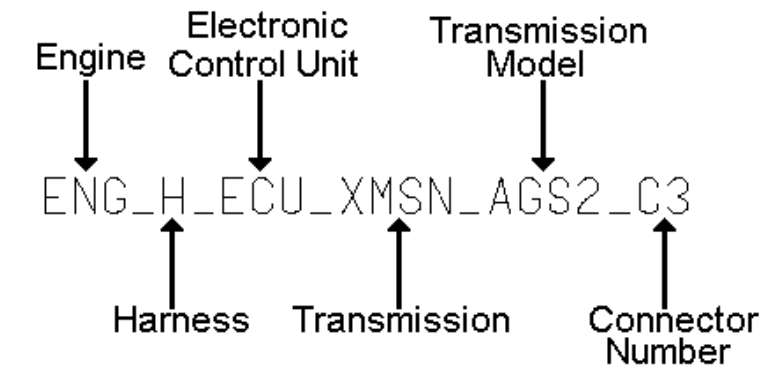 Engine
Electronic
Control Unit
Transmission
Model
ENG_H_ECU_XMSN_AGS2_C3
Harness
Transmission
Connector
Number